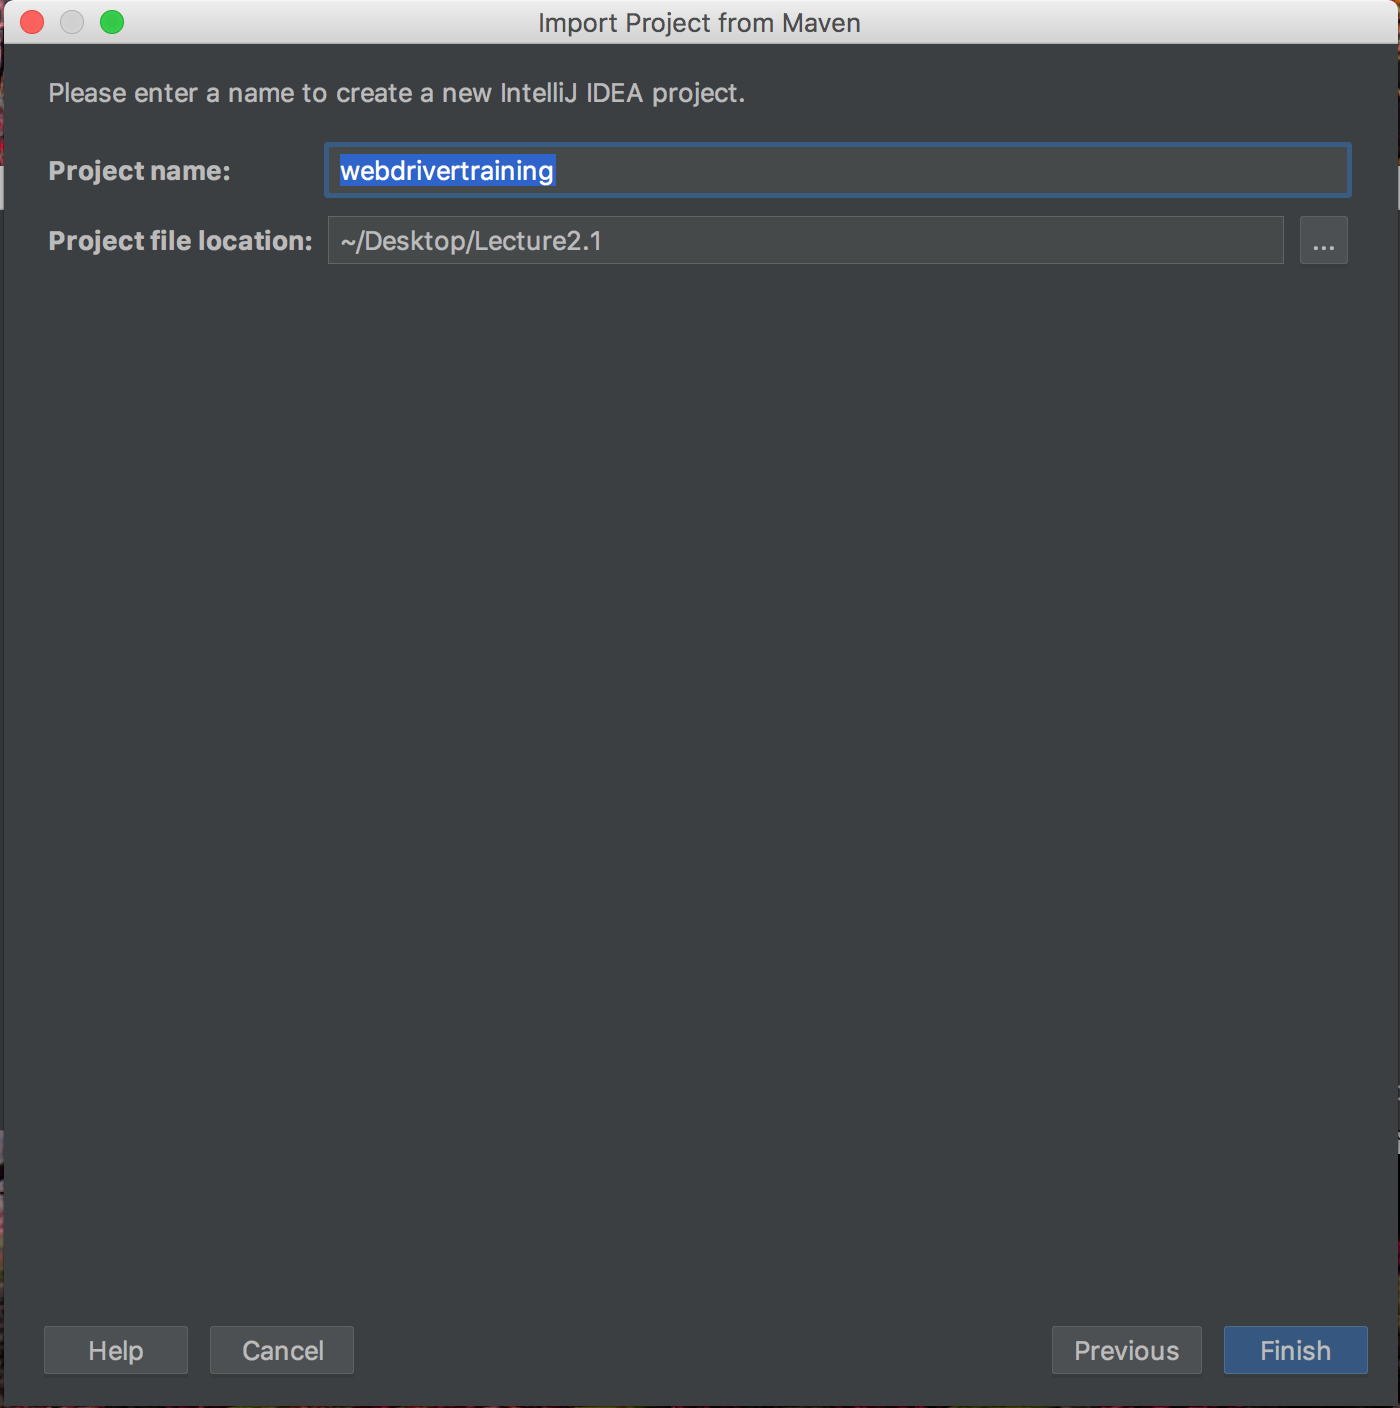 Import Project from Maven
Please enter a name to create a new IntelliJ IDEA project.
Project name: webdrivertraining
Project file location: ~/Desktop/Lecture2.1 ...
Help Cancel Previous Finish